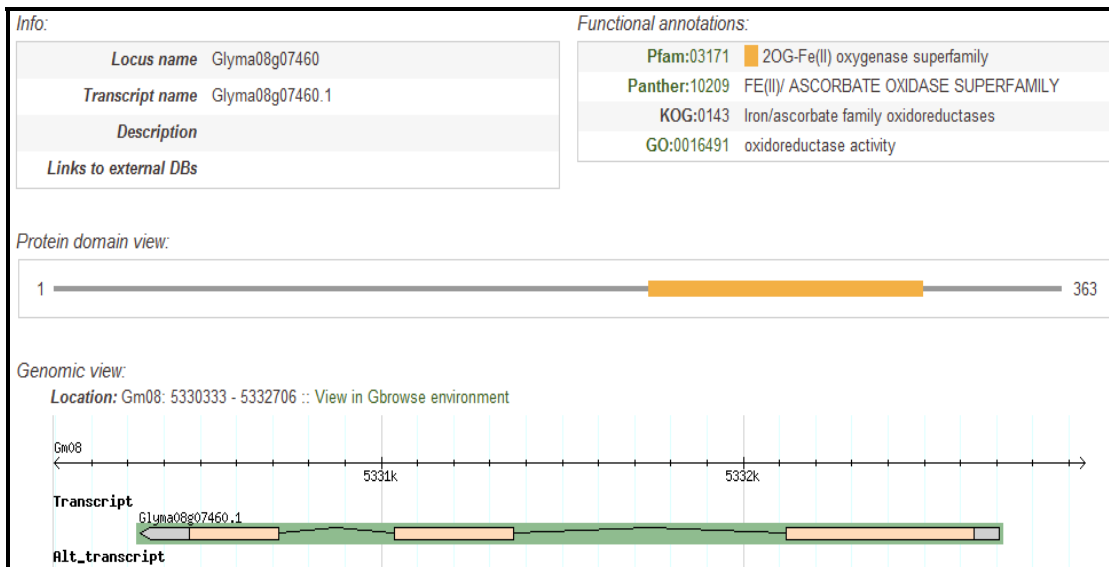 Info:
Locus name Glyma08g07460
Transcript name Glyma08g07460.1
Description
Links to external DBs
Functional annotations:
Pfam:03171 2OG-Fe(II) oxygenase superfamily
Panther:10209 FE(II)/ ASCORBATE OXIDASE SUPERFAMILY
KOG:0143 Iron/ascorbate family oxidoreductases
GO:0016491 oxidoreductase activity
Protein domain view:
1 363
Genomic view:
Location: Gm08: 5330333 - 5332706 :: View in Gbrowse environment
Gm08
5331k 5332k
Transcript
Glyma08g07460.1
Alt_transcript